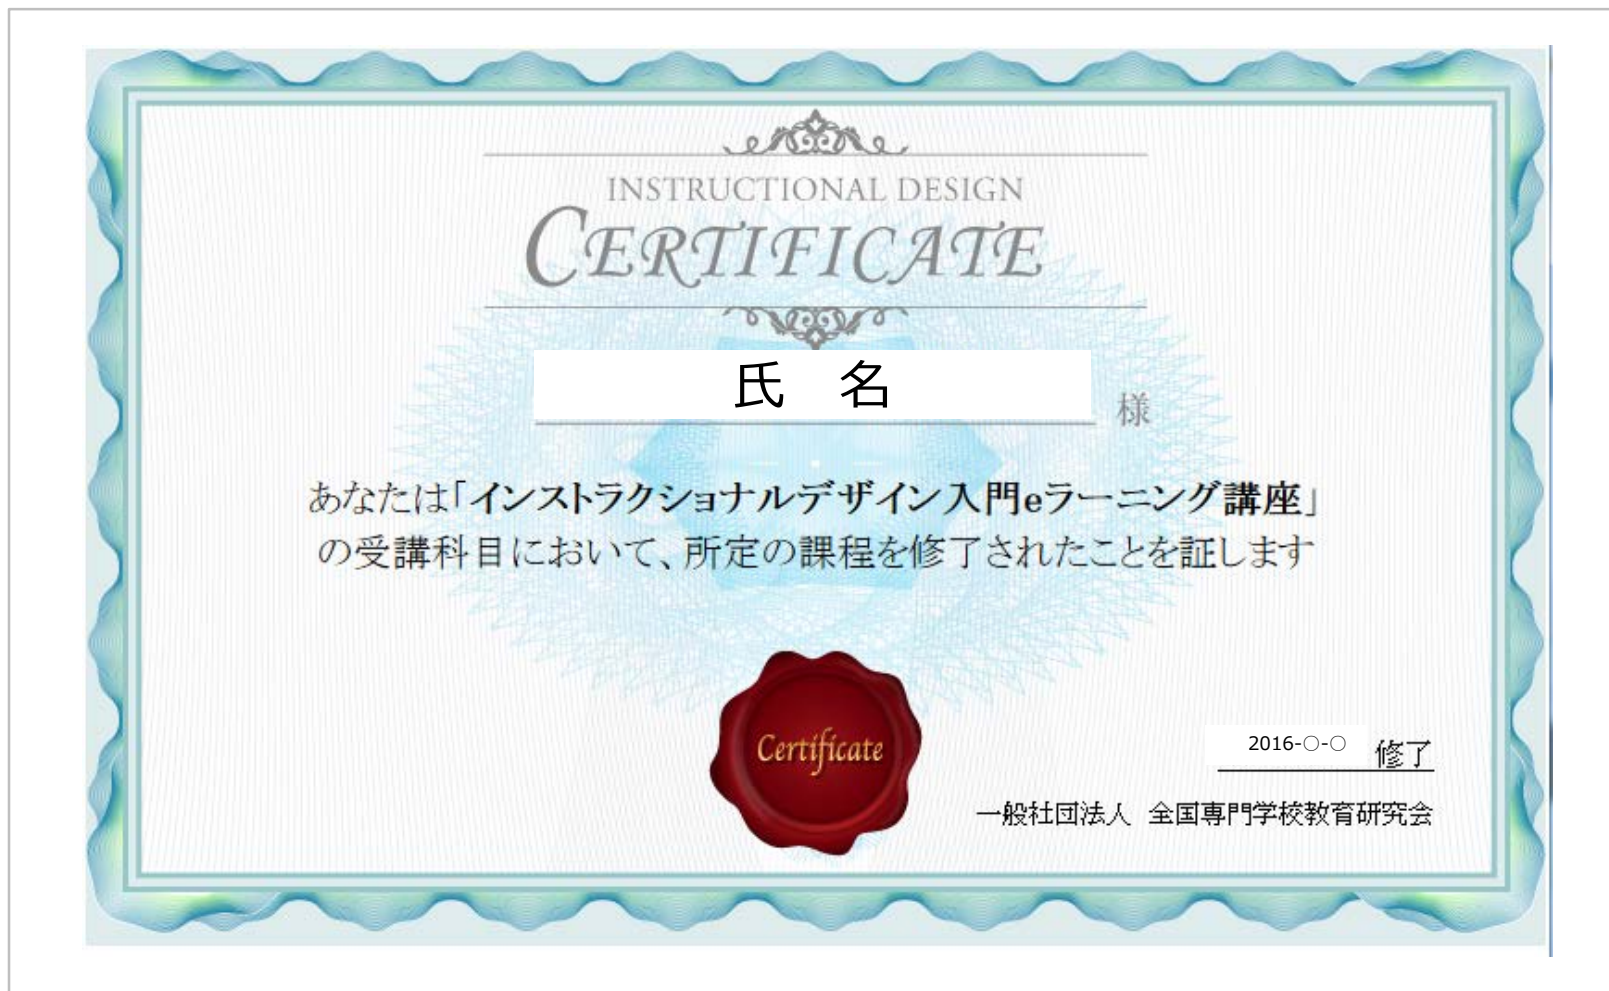 INSTRUCTIONAL DESIGN
CERTIFICATE
氏　名
様
あなたは「インストラクショナルデザイン入門eラーニング講座」
の受講科目において、所定の課程を修了されたことを証します
Certificate
2016-○-○ 修了
一般社団法人　全国専門学校教育研究会